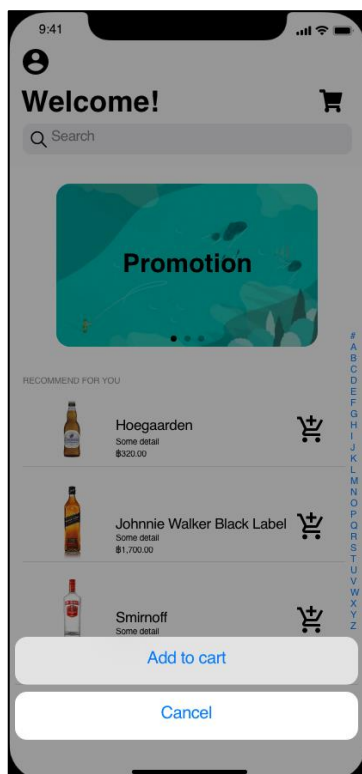 9:41
Welcome!
Search
Promotion
RECOMMEND FOR YOU
Hoegaarden
Some detail
฿320.00
Johnnie Walker Black Label
Some detail
฿1,700.00
Smirnoff
Some detail
#
A
B
C
D
E
F
G
H
I
J
K
L
M
N
O
P
Q
R
S
T
U
V
W
X
Y
Z
Add to cart
Cancel